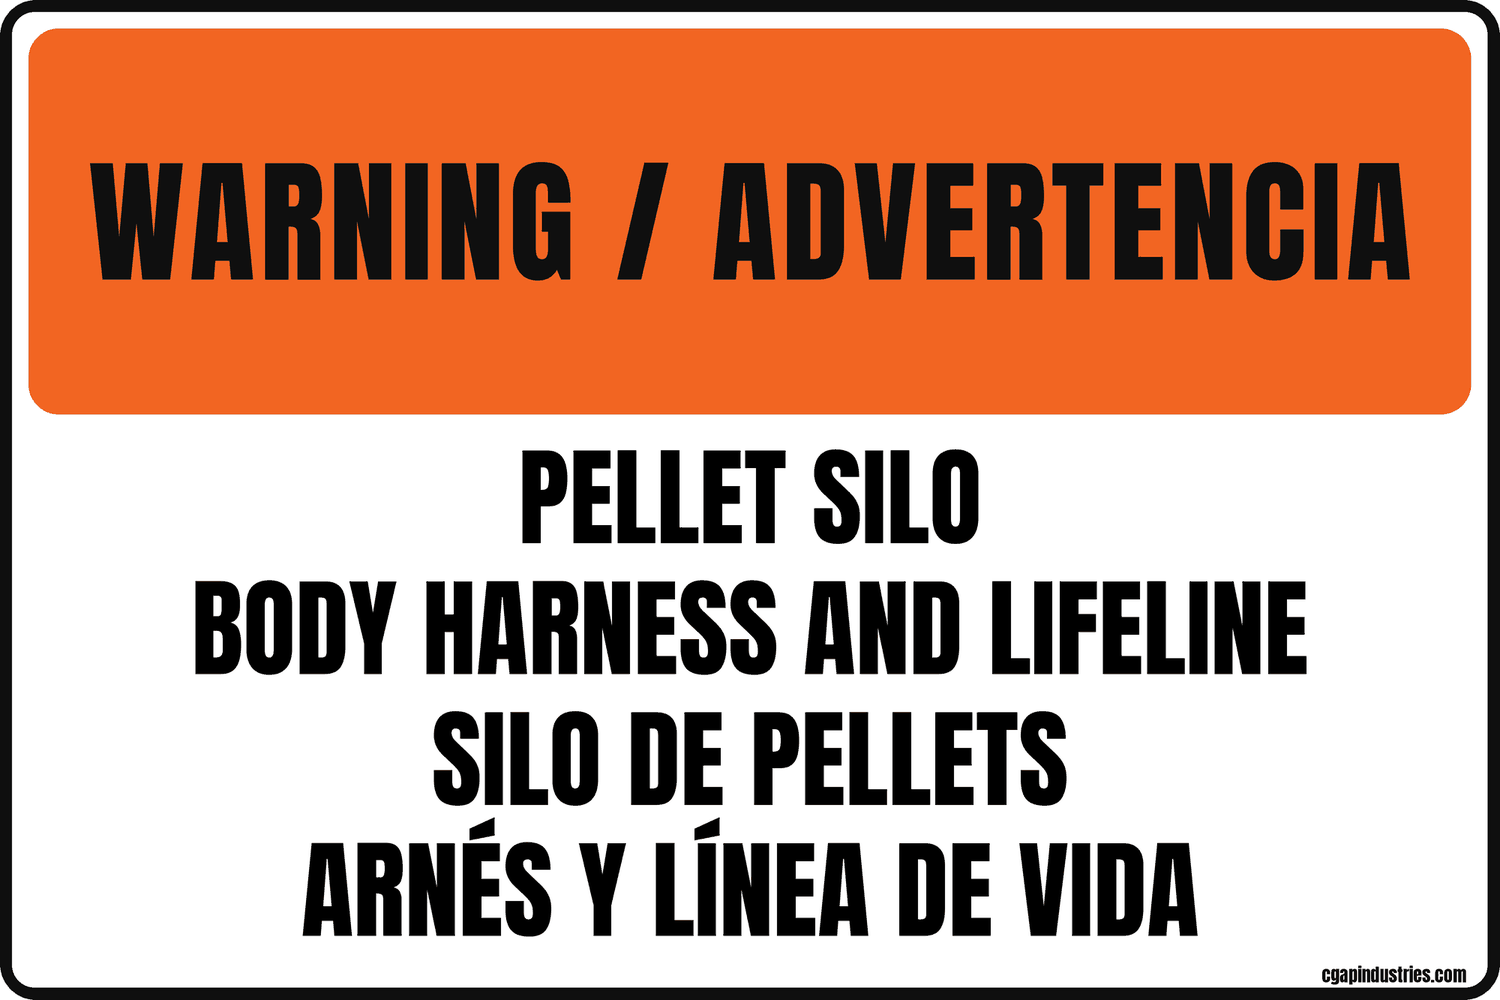 WARNING / ADVERTENCIA
PELLET SILO
BODY HARNESS AND LIFELINE
SILO DE PELLETS
ARNÉS Y LÍNEA DE VIDA
cgapindustries.com